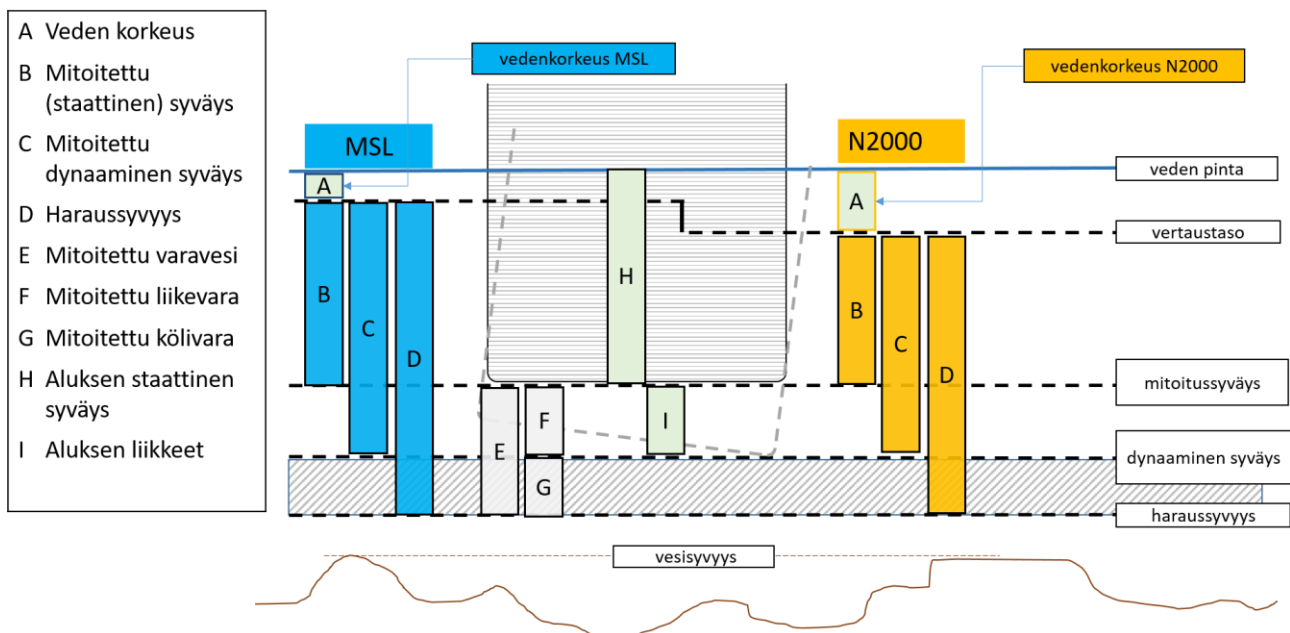 A Veden korkeus
B Mitoitettu
(staattinen) syväys
C Mitoitettu
dynaaminen syväys
D Haraussyvyys
E Mitoitettu varavesi
F Mitoitettu liikevara
G Mitoitettu kölivara
H Aluksen staattinen
syväys
I Aluksen liikkeet
vedenkorkeus MSL
vedenkorkeus N2000
MSL
N2000
veden pinta
A
A
vertaustaso
B
C
D
H
B
C
D
mitoitussyväys
E
F
I
dynaaminen syväys
G
haraussyvyys
vesisyvyys